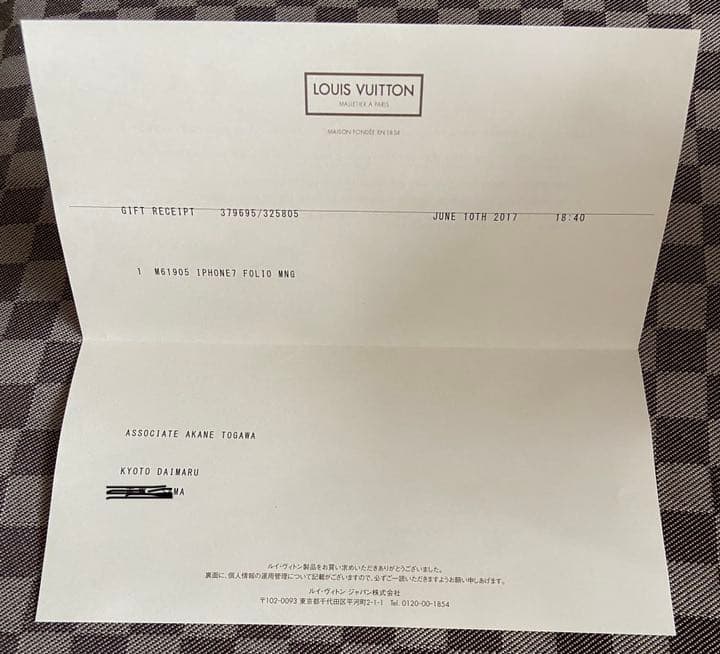 LOUIS VUITTON
MALLETIER À PARIS
MAISON FONDÉE EN 1854
GIFT RECEIPT 379695/325805 JUNE 10TH 2017 18:40
1 M61905 IPHONE7 FOLIO MNG
ASSOCIATE AKANE TOGAWA
KYOTO DAIMARU
MA
ルイ・ヴィトン製品をお買い求めいただきありがとうございました。
裏面に、個人情報の運用管理について記載がございますので、必ずご一読いただきますようお願い申しあげます。
ルイ・ヴィトン ジャパン株式会社
〒102-0093 東京都千代田区平河町2-1-1 Tel. 0120-00-1854